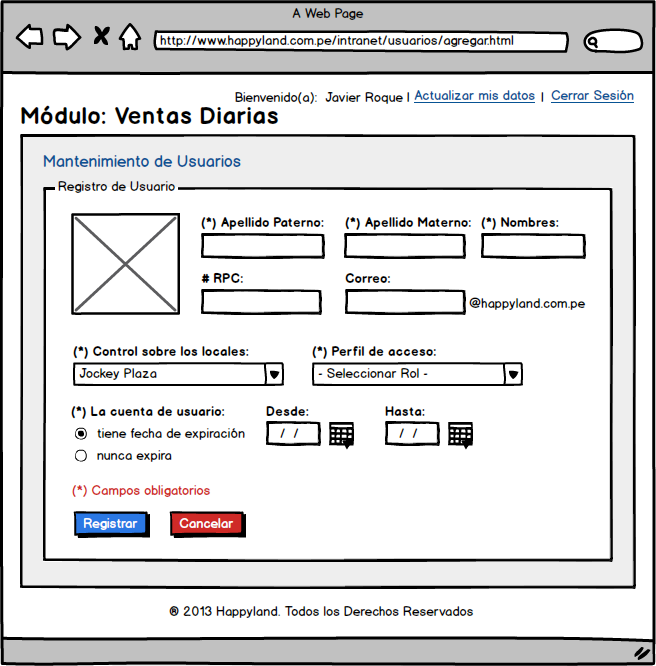 A Web Page
http://www.happyland.com.pe/intranet/usuarios/agregar.html
Bienvenido(a): Javier Roque | Actualizar mis datos | Cerrar Sesión
Módulo: Ventas Diarias
Mantenimiento de Usuarios
Registro de Usuario
(*) Apellido Paterno: (*) Apellido Materno: (*) Nombres:
# RPC: Correo:
@happyland.com.pe
(*) Control sobre los locales: (*) Perfil de acceso:
Jockey Plaza - Seleccionar Rol -
(*) La cuenta de usuario: Desde: Hasta:
tiene fecha de expiración / / / /
nunca expira
(*) Campos obligatorios
Registrar Cancelar
® 2013 Happyland. Todos los Derechos Reservados